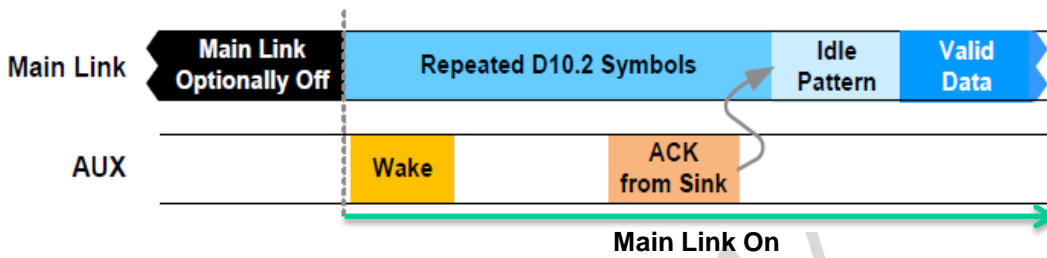 Main Link
Main Link
Optionally Off
Repeated D10.2 Symbols
Idle
Pattern
Valid
Data
AUX
Wake
ACK
from Sink
Main Link On